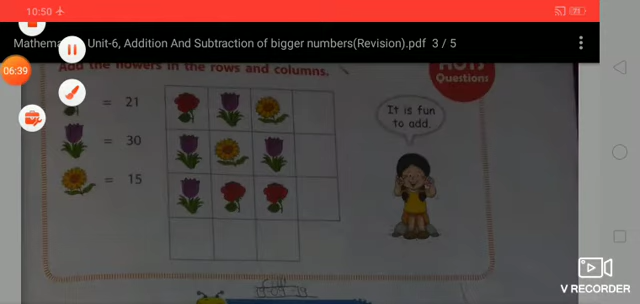 10:50
Mathema
Unit-6, Addition And Subtraction of bigger numbers(Revision).pdf 3 / 5
06:39
Add the flowers in the rows and columns.
HOTS
Questions
= 21
= 30
= 15
It is fun
to add.
V RECORDER